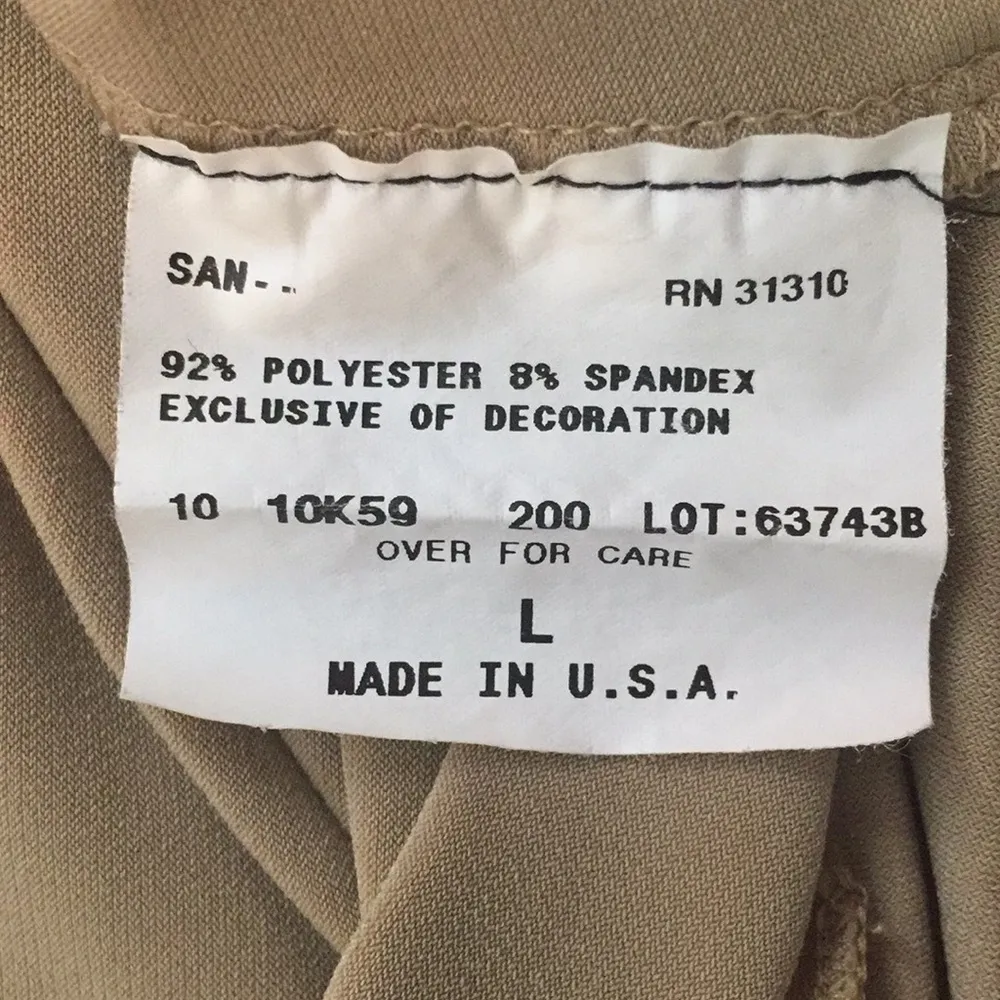 SAN--
RN 31310
92% POLYESTER 8% SPANDEX
EXCLUSIVE OF DECORATION
10 10K59 200 LOT:63743B
OVER FOR CARE
L
MADE IN U.S.A.